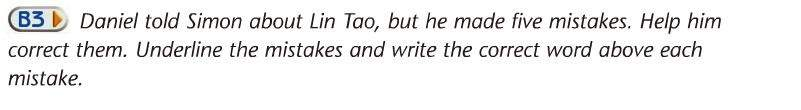 B3 Daniel told Simon about Lin Tao, but he made five mistakes. Help him
correct them. Underline the mistakes and write the correct word above each
mistake.